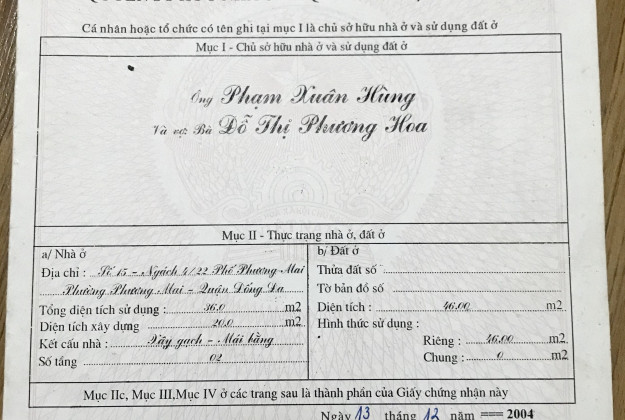 Cá nhân hoặc tổ chức có tên ghi tại mục I là chủ sở hữu nhà ở và sử dụng đất ở
Mục I - Chủ sở hữu nhà ở và sử dụng đất ở
Ông Phạm Xuân Hùng
Và vợ: Bà Đỗ Thị Phương Hoa
Mục II - Thực trạng nhà ở, đất ở
a/ Nhà ở
Địa chỉ : Số 15 - Ngách 4/22 Phố Phương Mai
Phường Phương Mai - Quận Đống Đa
Tổng diện tích sử dụng : 36.0 m2
Diện tích xây dựng 20.0 m2
Kết cấu nhà : Xây gạch - Mái bằng
Số tầng 02
b/ Đất ở
Thửa đất số
Tờ bản đồ số
Diện tích : 46.00 m2
Hình thức sử dụng :
Riêng : 46.00 m2
Chung : 0 m2
Mục IIc, Mục III,Mục IV ở các trang sau là thành phần của Giấy chứng nhận này
Ngày 13 tháng 12 năm === 2004